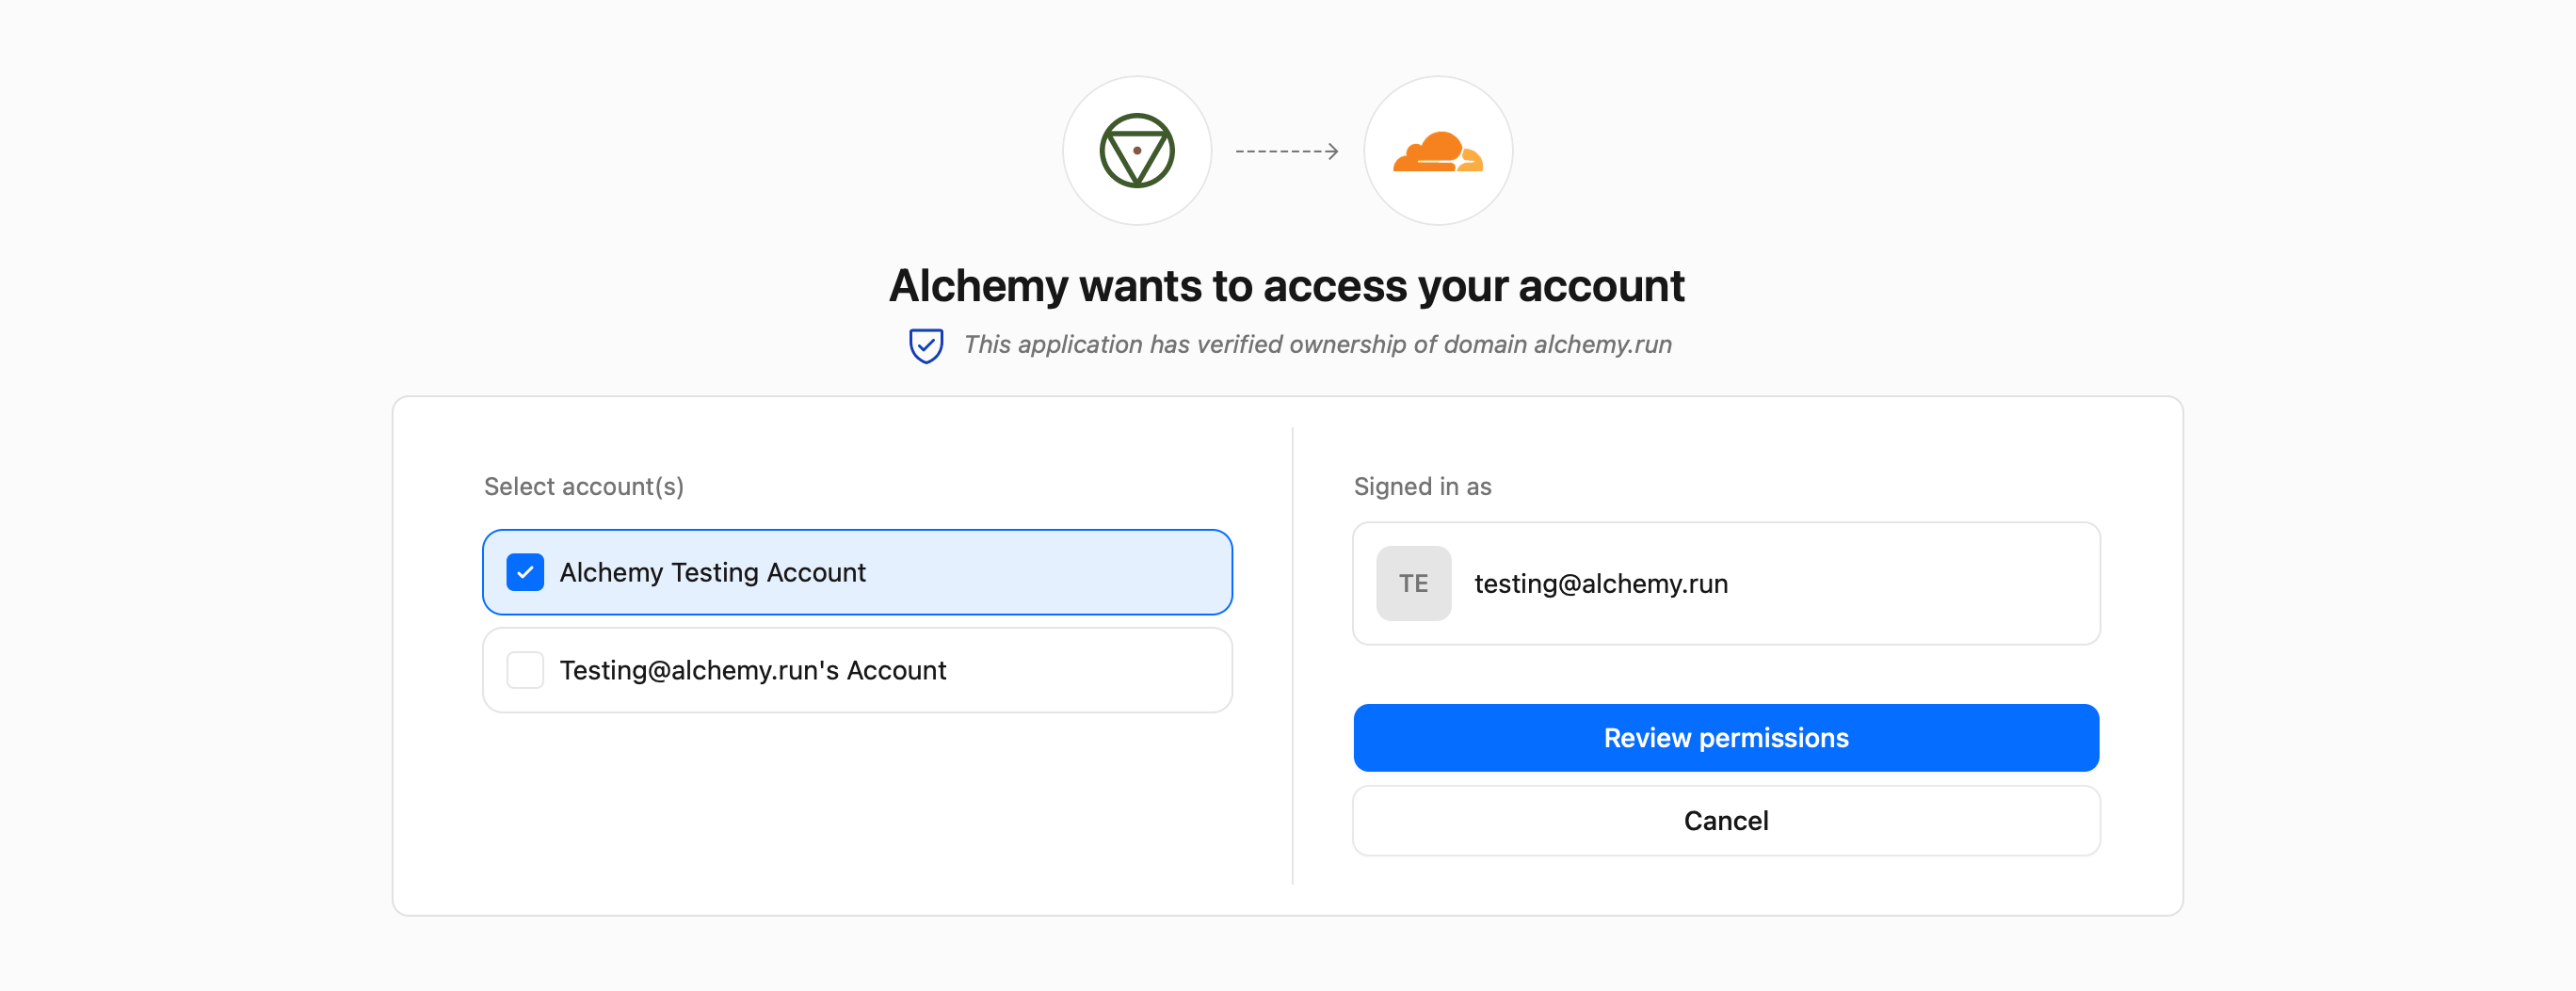 Alchemy wants to access your account
This application has verified ownership of domain alchemy.run
Select account(s)
Alchemy Testing Account
Testing@alchemy.run's Account
Signed in as
TE
testing@alchemy.run
Review permissions
Cancel